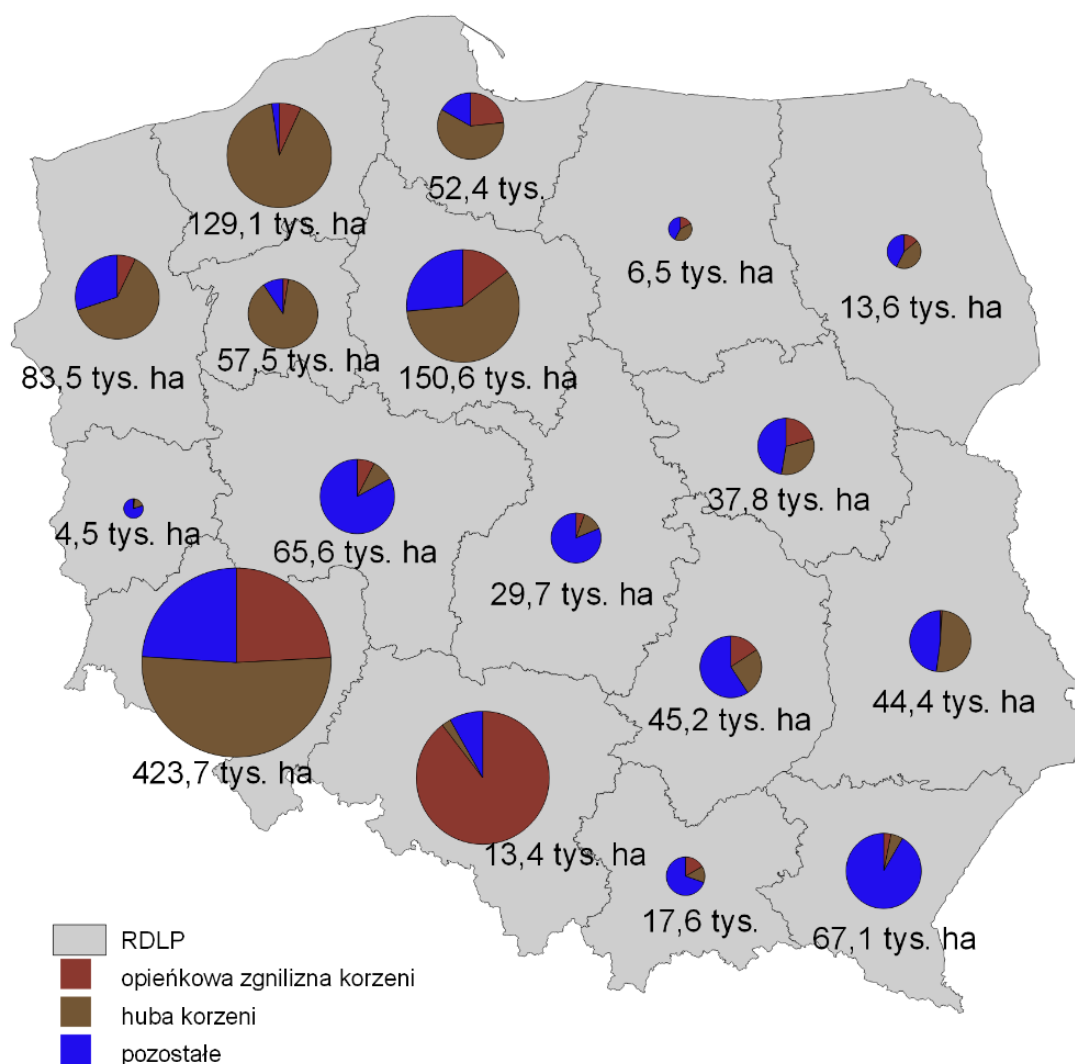 52,4 tys.
129,1 tys. ha
6,5 tys. ha
13,6 tys. ha
57,5 tys. ha
83,5 tys. ha
150,6 tys. ha
37,8 tys. ha
4,5 tys. ha
65,6 tys. ha
29,7 tys. ha
44,4 tys. ha
45,2 tys. ha
423,7 tys. ha
13,4 tys. ha
17,6 tys.
67,1 tys. ha
RDLP
opieńkowa zgnilizna korzeni
huba korzeni
pozostałe